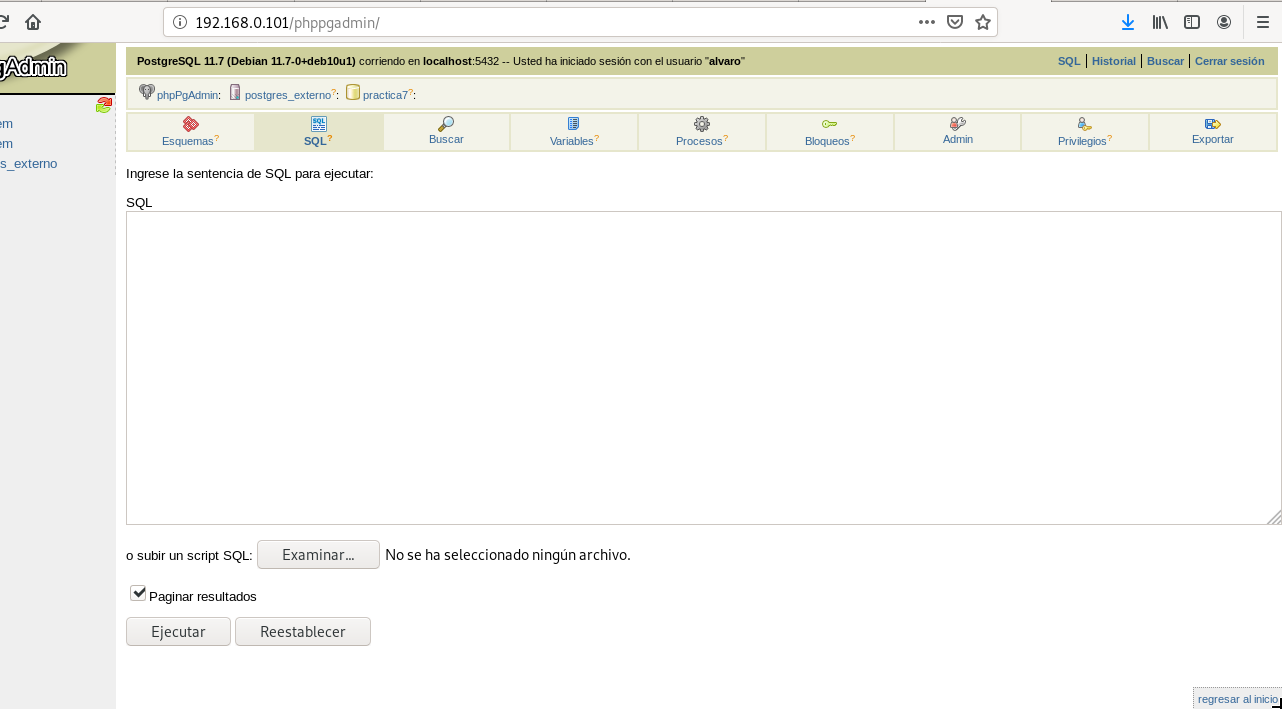 192.168.0.101/phppgadmin/
gAdmin
PostgreSQL 11.7 (Debian 11.7-0+deb10u1) corriendo en localhost:5432 -- Usted ha iniciado sesión con el usuario "alvaro"
SQL | Historial | Buscar | Cerrar sesión
phpPgAdmin: postgres_externo?: practica7?:
em
em
s_externo
Esquemas? SQL? Buscar Variables? Procesos? Bloqueos? Admin Privilegios? Exportar
Ingrese la sentencia de SQL para ejecutar:
SQL
o subir un script SQL: Examinar... No se ha seleccionado ningún archivo.
Paginar resultados
Ejecutar Reestablecer
regresar al inicio